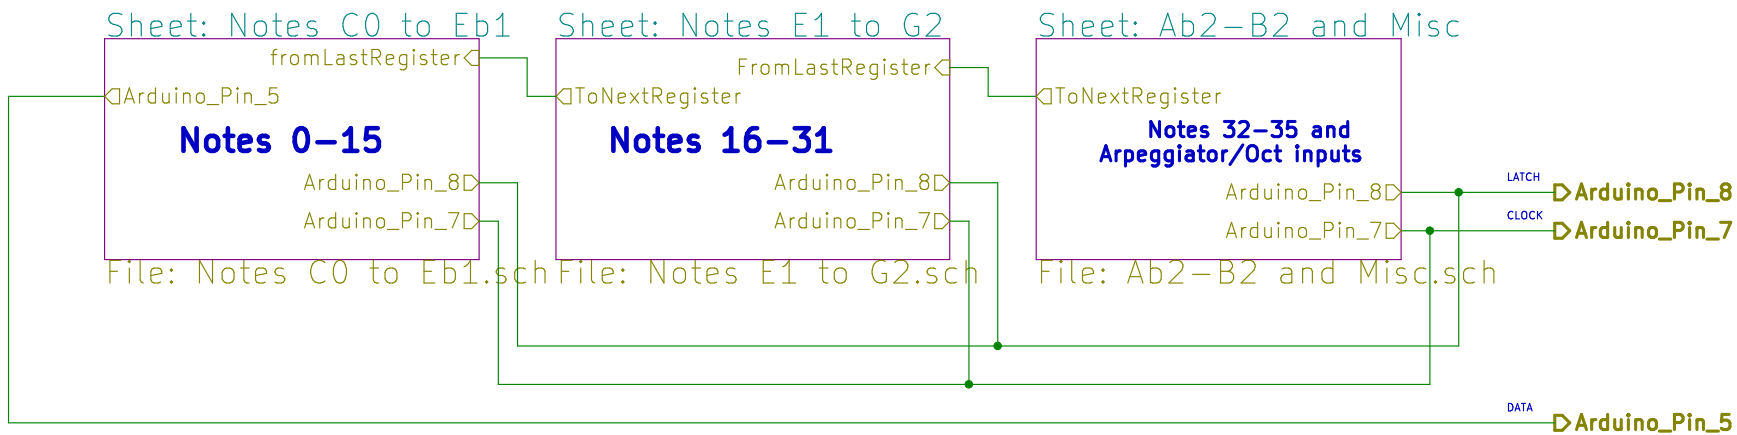 Sheet: Notes C0 to Eb1
fromLastRegister
Arduino_Pin_5
Notes 0-15
Arduino_Pin_8
Arduino_Pin_7
File: Notes C0 to Eb1.sch
Sheet: Notes E1 to G2
FromLastRegister
ToNextRegister
Notes 16-31
Arduino_Pin_8
Arduino_Pin_7
File: Notes E1 to G2.sch
Sheet: Ab2-B2 and Misc
ToNextRegister
Notes 32-35 and
Arpeggiator/Oct inputs
Arduino_Pin_8
Arduino_Pin_7
File: Ab2-B2 and Misc.sch
LATCH
Arduino_Pin_8
CLOCK
Arduino_Pin_7
DATA
Arduino_Pin_5